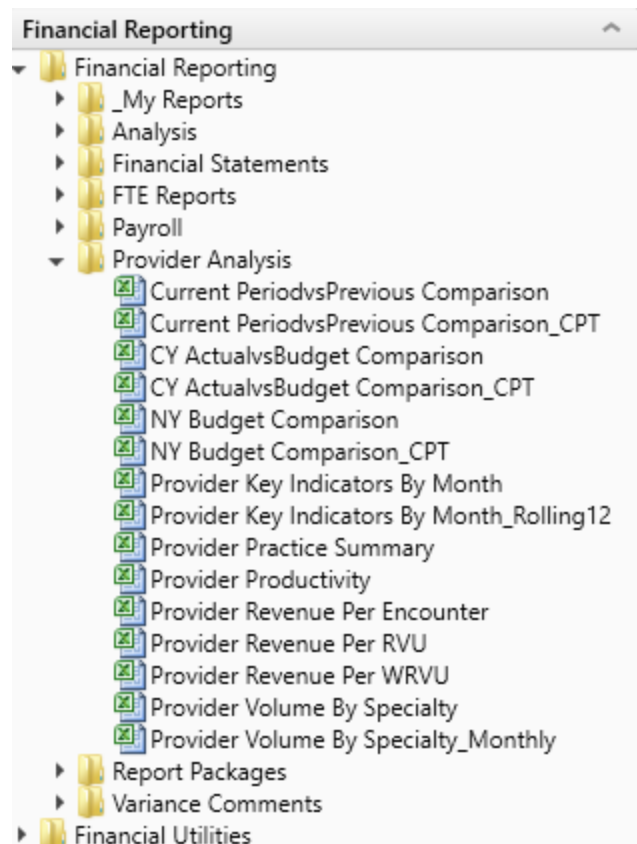 Financial Reporting
Financial Reporting
_My Reports
Analysis
Financial Statements
FTE Reports
Payroll
Provider Analysis
Current PeriodvsPrevious Comparison
Current PeriodvsPrevious Comparison_CPT
CY ActualvsBudget Comparison
CY ActualvsBudget Comparison_CPT
NY Budget Comparison
NY Budget Comparison_CPT
Provider Key Indicators By Month
Provider Key Indicators By Month_Rolling12
Provider Practice Summary
Provider Productivity
Provider Revenue Per Encounter
Provider Revenue Per RVU
Provider Revenue Per WRVU
Provider Volume By Specialty
Provider Volume By Specialty_Monthly
Report Packages
Variance Comments
Financial Utilities